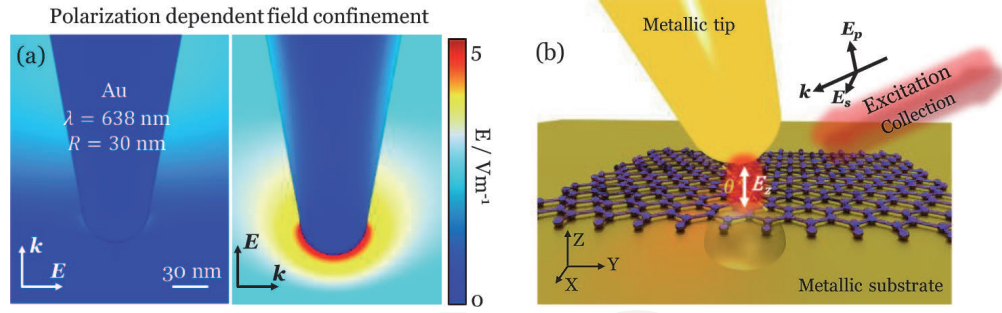 Polarization dependent field confinement
(a)
Au
λ = 638 nm
R = 30 nm
k
E
30 nm
E
k
5
E / Vm⁻¹
0
(b)
Metallic tip
Eₚ
k
Eₛ
Excitation
Collection
θ
E_z
Z
Y
X
Metallic substrate